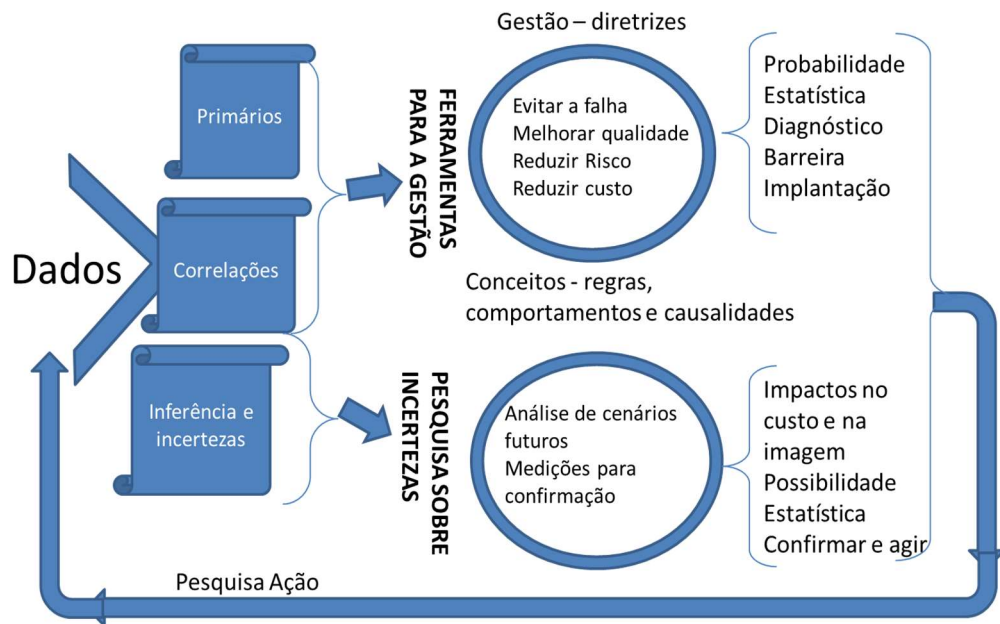 Dados
Primários
Correlações
Inferência e
incertezas
FERRAMENTAS
PARA A GESTÃO
Gestão – diretrizes
Evitar a falha
Melhorar qualidade
Reduzir Risco
Reduzir custo
Probabilidade
Estatística
Diagnóstico
Barreira
Implantação
Conceitos - regras,
comportamentos e causalidades
PESQUISA SOBRE
INCERTEZAS
Análise de cenários
futuros
Medições para
confirmação
Impactos no
custo e na
imagem
Possibilidade
Estatística
Confirmar e agir
Pesquisa Ação